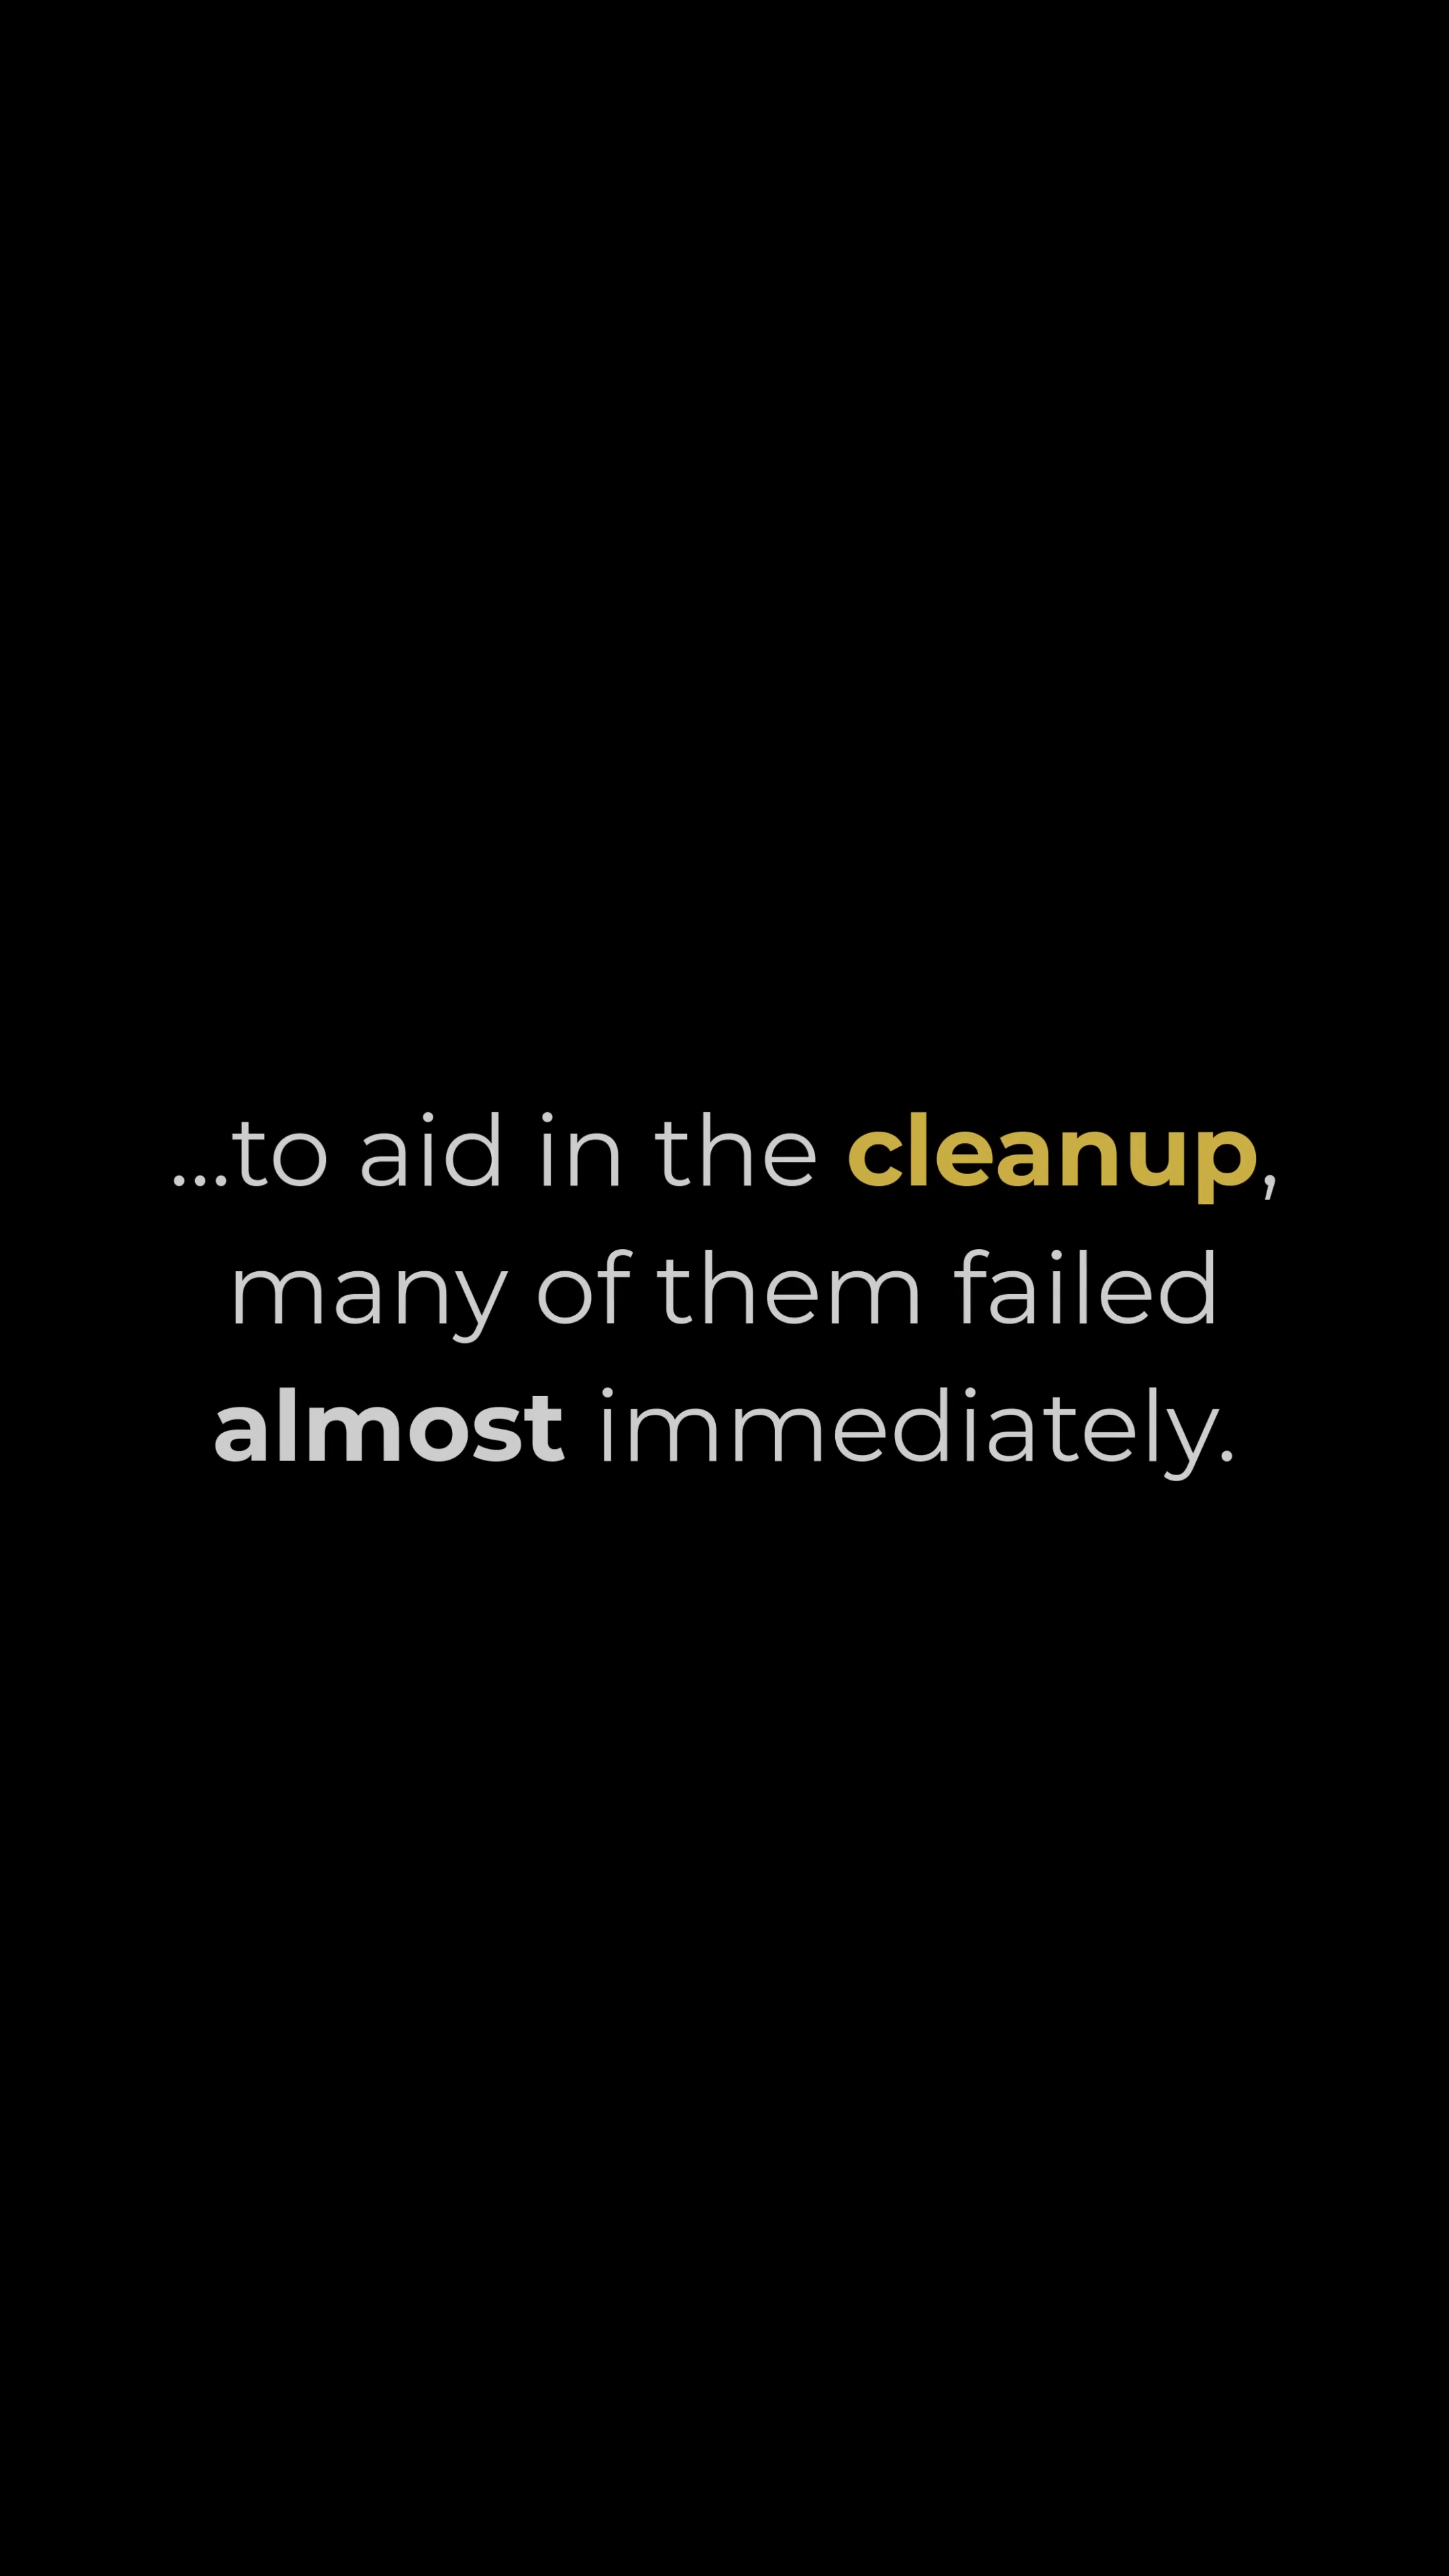 ...to aid in the cleanup,
many of them failed
almost immediately.